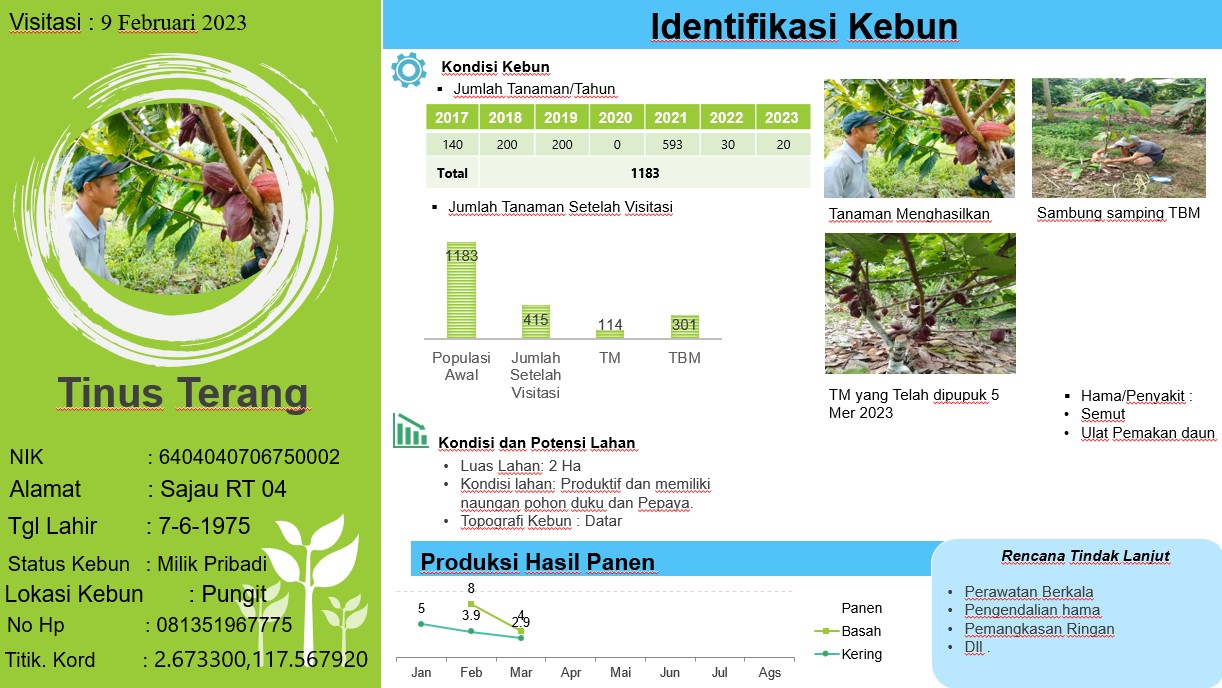 Visitasi : 9 Februari 2023
Tinus Terang
NIK : 6404040706750002
Alamat : Sajau RT 04
Tgl Lahir : 7-6-1975
Status Kebun : Milik Pribadi
Lokasi Kebun : Pungit
No Hp : 081351967775
Titik. Kord : 2.673300,117.567920
Identifikasi Kebun
Kondisi Kebun
Jumlah Tanaman/Tahun
2017 2018 2019 2020 2021 2022 2023
140 200 200 0 593 30 20
Total 1183
Jumlah Tanaman Setelah Visitasi
1183 415 114 301
Populasi Awal
Jumlah Setelah Visitasi
TM
TBM
Tanaman Menghasilkan
Sambung samping TBM
TM yang Telah dipupuk 5
Mer 2023
Hama/Penyakit :
Semut
Ulat Pemakan daun
Kondisi dan Potensi Lahan
Luas Lahan: 2 Ha
Kondisi lahan: Produktif dan memiliki
naungan pohon duku dan Pepaya.
Topografi Kebun : Datar
Produksi Hasil Panen
8
5 3.9 4 2.9
Jan Feb Mar Apr Mai Jun Jul Ags
Panen
Basah
Kering
Rencana Tindak Lanjut
Perawatan Berkala
Pengendalian hama
Pemangkasan Ringan
Dll .